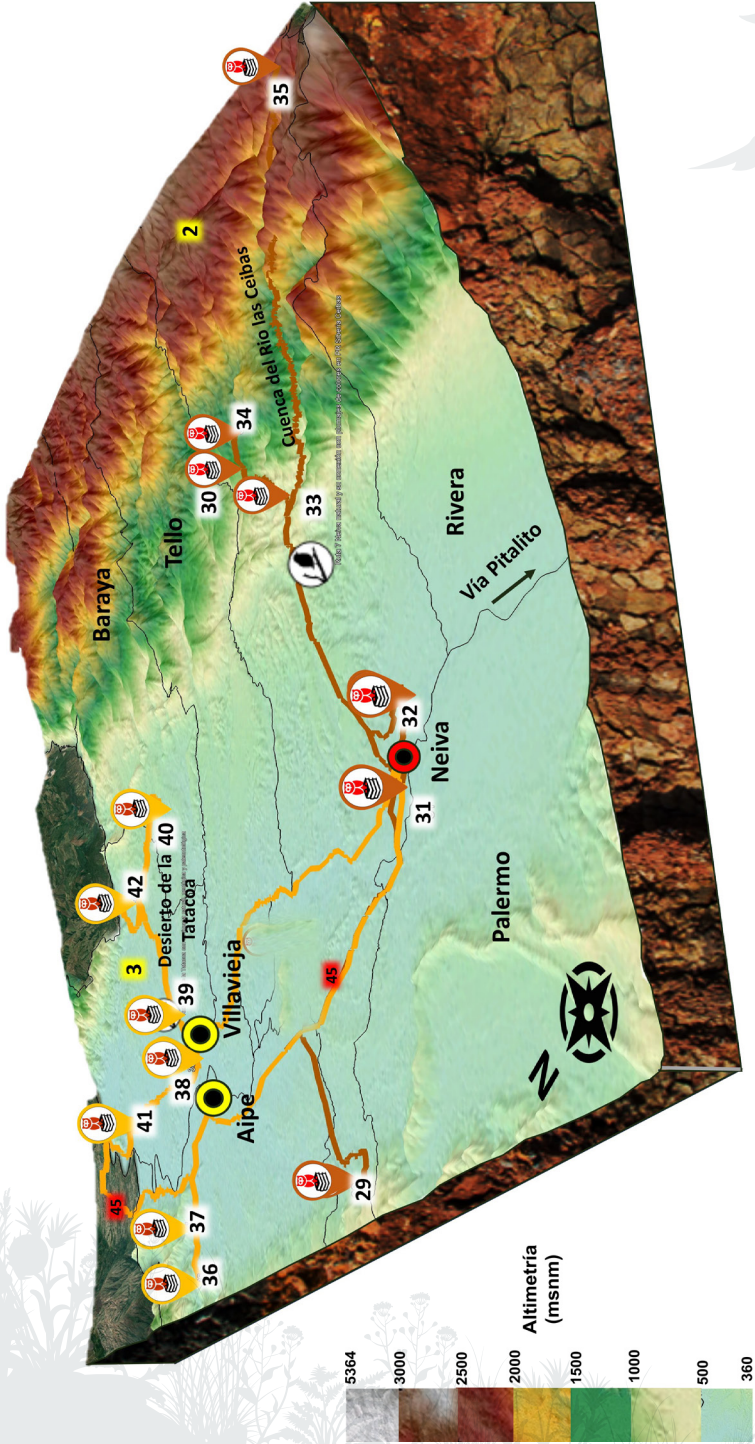 35
2
Cuenca del Río las Ceibas
34
30
33
Tello
Baraya
Rivera
Vía Pitalito
32
Neiva
31
40
42
Desierto de la
Tatacoa
3
39
Villavieja
38
Aipe
41
45
45
37
36
29
Palermo
N
Altimetría
(msnm)
5364
3000
2500
2000
1500
1000
500
360